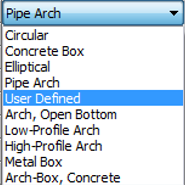 Pipe Arch
Circular
Concrete Box
Elliptical
Pipe Arch
User Defined
Arch, Open Bottom
Low-Profile Arch
High-Profile Arch
Metal Box
Arch-Box, Concrete